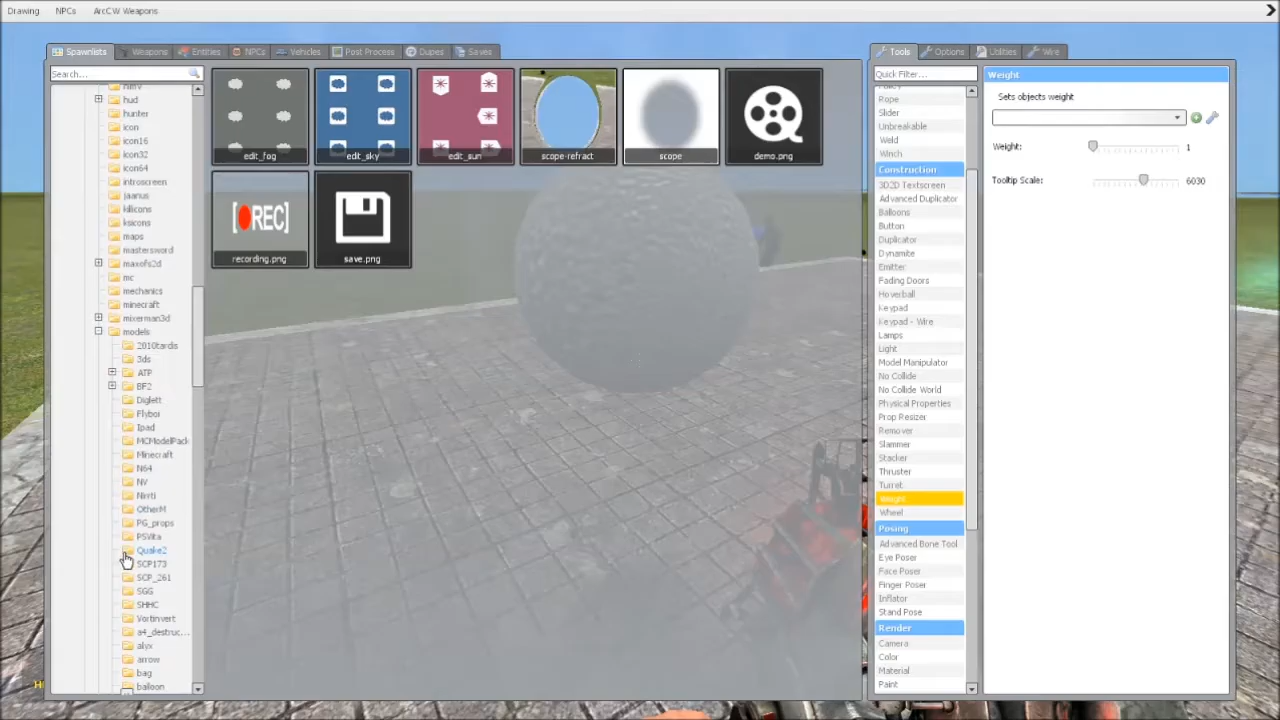 Drawing NPCs ArcCW Weapons
Spawnlists Weapons Entities NPCs Vehicles Post Process Dupes Saves
Search...
hud
hunter
icon
icon16
icon32
icon64
introscreen
jaanus
killicons
ksicons
maps
mastersword
maxofs2d
mc
mechanics
minecraft
mixerman3d
models
2010tardis
3ds
ATP
BF2
Diglett
Flyboi
Ipad
MCModelPack
Minecraft
N64
NV
Nirrti
OtherM
PG_props
PSVita
Quake2
SCP173
SCP_261
SGG
SHHC
Vortinvert
a4_destruc...
alyx
arrow
bag
balloon
edit_fog
edit_sky
edit_sun
scope-refract
scope
demo.png
[REC]
recording.png
save.png
Tools Options Utilities Wire
Quick Filter...
Rope
Slider
Unbreakable
Weld
Winch
Construction
3D2D Textscreen
Advanced Duplicator
Balloons
Button
Duplicator
Dynamite
Emitter
Fading Doors
Hoverball
Keypad
Keypad - Wire
Lamps
Light
Model Manipulator
No Collide
No Collide World
Physical Properties
Prop Resizer
Remover
Slammer
Stacker
Thruster
Turret
Weight
Wheel
Posing
Advanced Bone Tool
Eye Poser
Face Poser
Finger Poser
Inflator
Stand Pose
Render
Camera
Color
Material
Paint
Weight
Sets objects weight
Weight: 1
Tooltip Scale: 6030